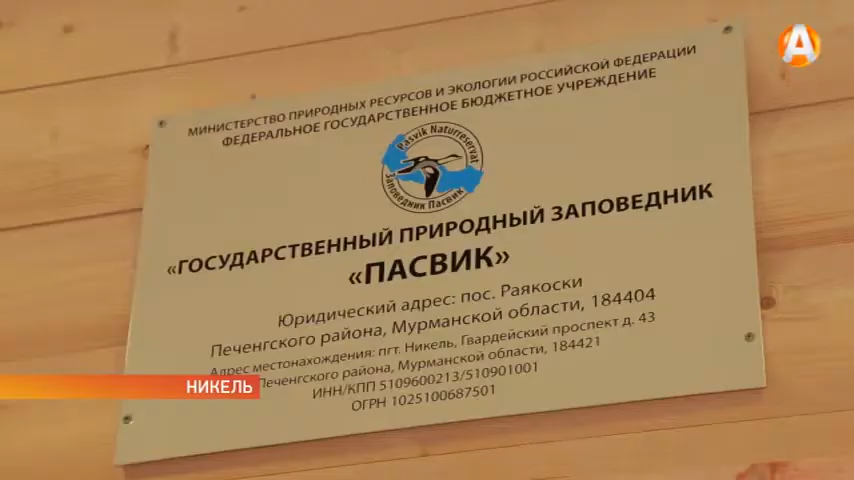 А
МИНИСТЕРСТВО ПРИРОДНЫХ РЕСУРСОВ И ЭКОЛОГИИ РОССИЙСКОЙ ФЕДЕРАЦИИ
ФЕДЕРАЛЬНОЕ ГОСУДАРСТВЕННОЕ БЮДЖЕТНОЕ УЧРЕЖДЕНИЕ
Pasvik Naturreservat
Заповедник Пасвик
«ГОСУДАРСТВЕННЫЙ ПРИРОДНЫЙ ЗАПОВЕДНИК
«ПАСВИК»
Юридический адрес: пос. Раякоски
Печенгского района, Мурманской области, 184404
Адрес местонахождения: пгт. Никель, Гвардейский проспект д. 43
Печенгского района, Мурманской области, 184421
ИНН/КПП 5109600213/510901001
ОГРН 1025100687501
НИКЕЛЬ